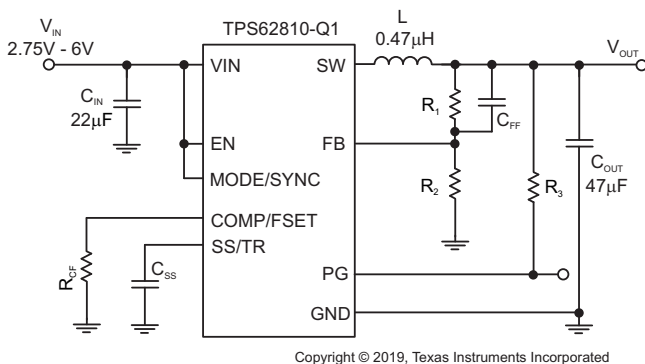 TPS62810-Q1
V_IN
2.75V - 6V
C_IN
22μF
VIN
EN
MODE/SYNC
COMP/FSET
SS/TR
R_CF
C_SS
SW
FB
PG
GND
L
0.47μH
R_1
C_FF
R_2
R_3
V_OUT
C_OUT
47μF
Copyright © 2019, Texas Instruments Incorporated